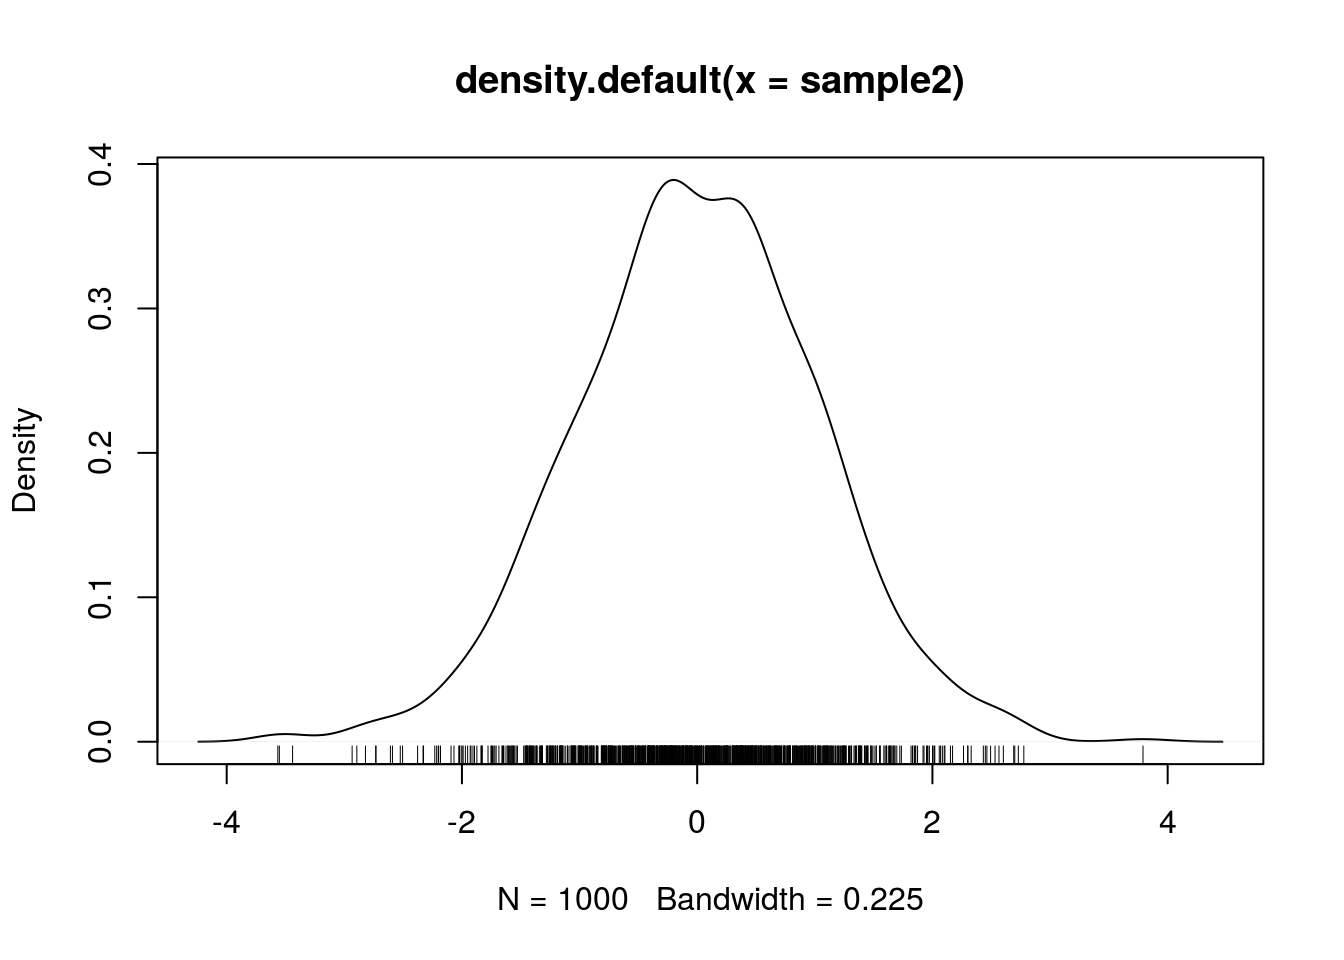 density.default(x = sample2)
Density
0.4
0.3
0.2
0.1
0.0
-4 -2 0 2 4
N = 1000 Bandwidth = 0.225